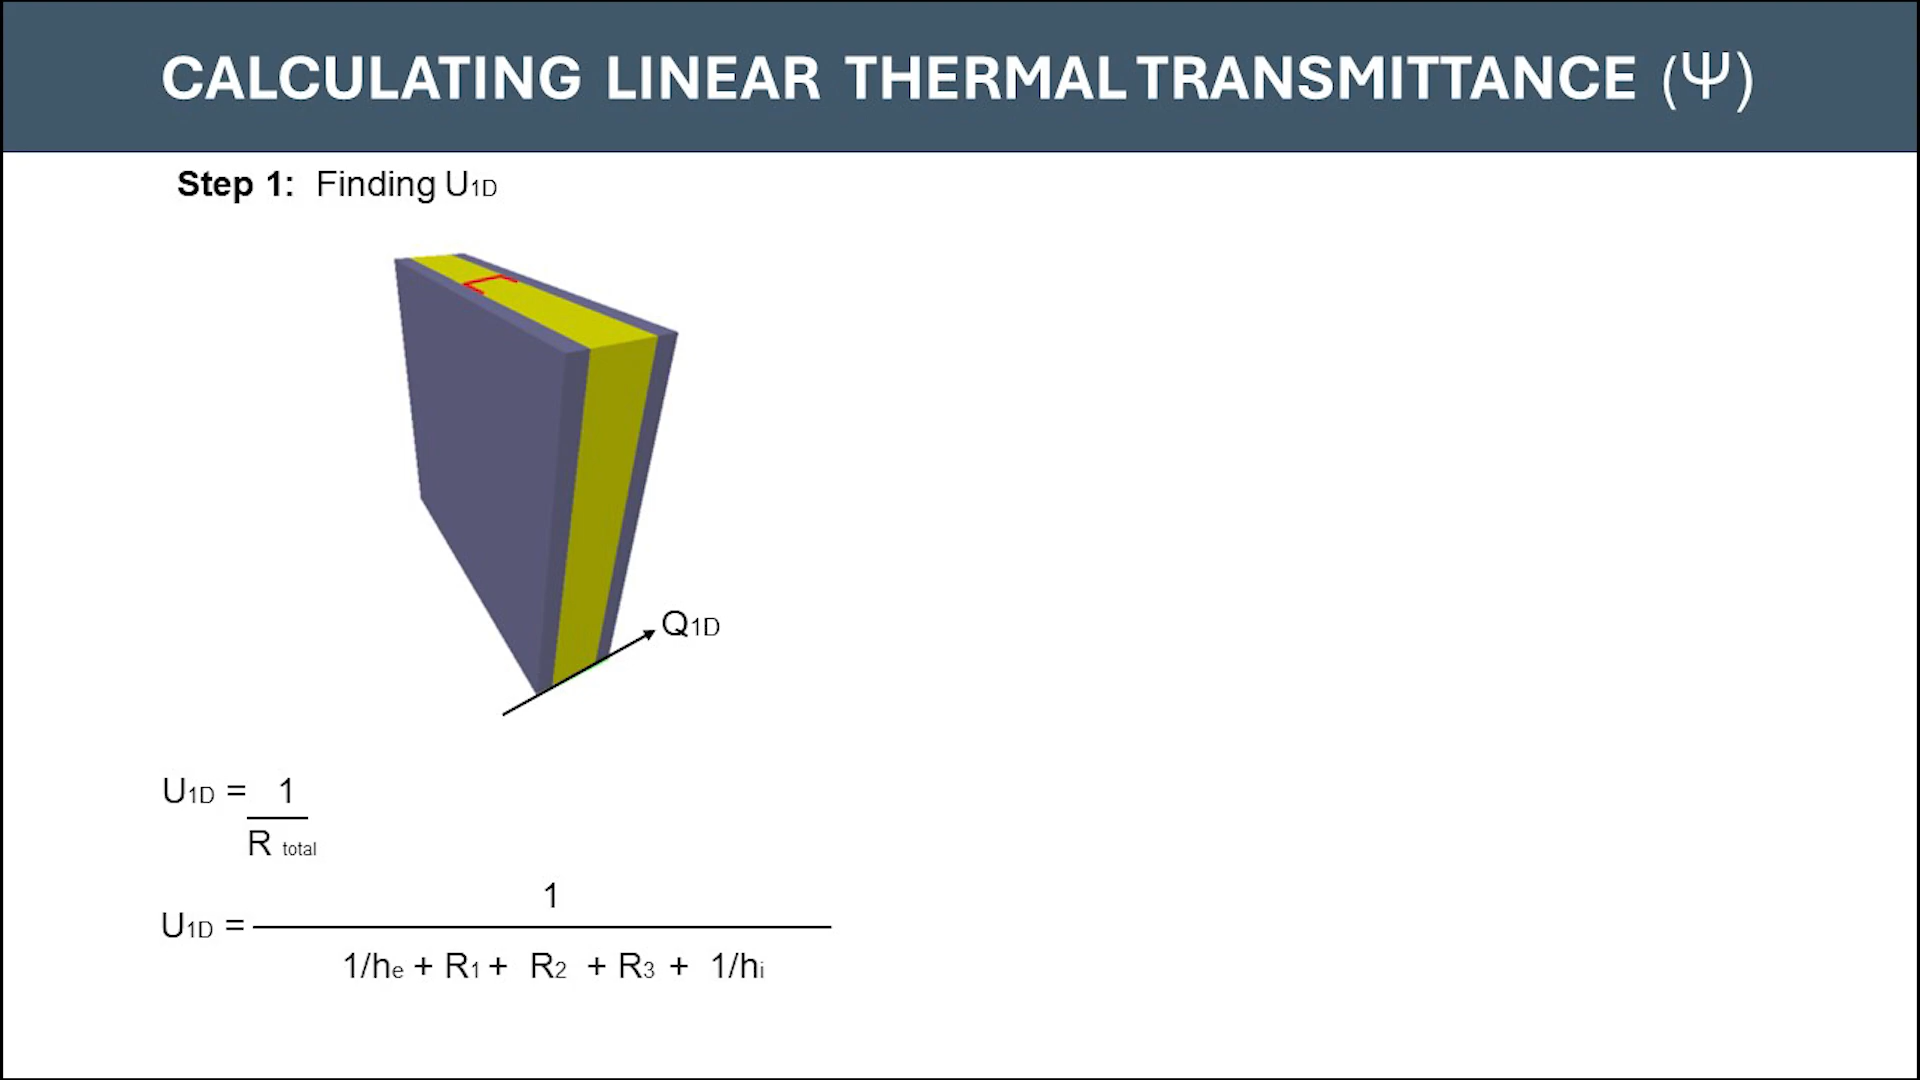 CALCULATING LINEAR THERMAL TRANSMITTANCE (Ψ)
Step 1: Finding U1D
Q1D
U1D = 1
R total
1
U1D =
1/he + R1 + R2 + R3 + 1/hi